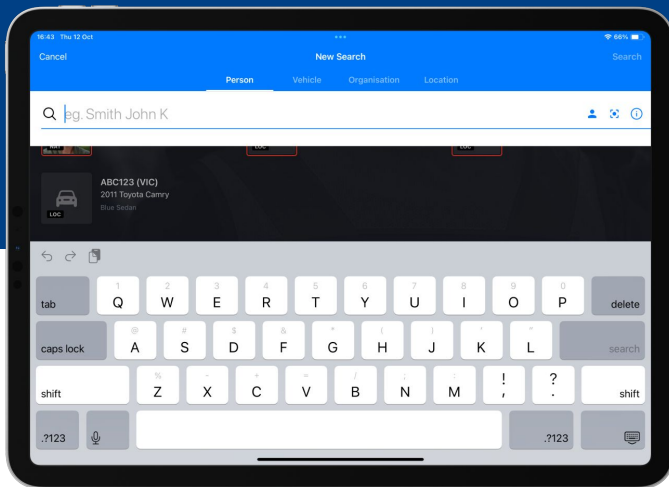 16:43 Thu 12 Oct
66%
Cancel
New Search
Search
Person
Vehicle
Organisation
Location
eg. Smith John K
NAT
LOC
LOC
ABC123 (VIC)
2011 Toyota Camry
Blue Sedan
LOC
1 2 3 4 5 6 7 8 9 0
tab Q W E R T Y U I O P delete
@ # $ & * ( ) ' "
caps lock A S D F G H J K L search
% - + = / ; : ! ?
shift Z X C V B N M , . shift
.?123 .?123